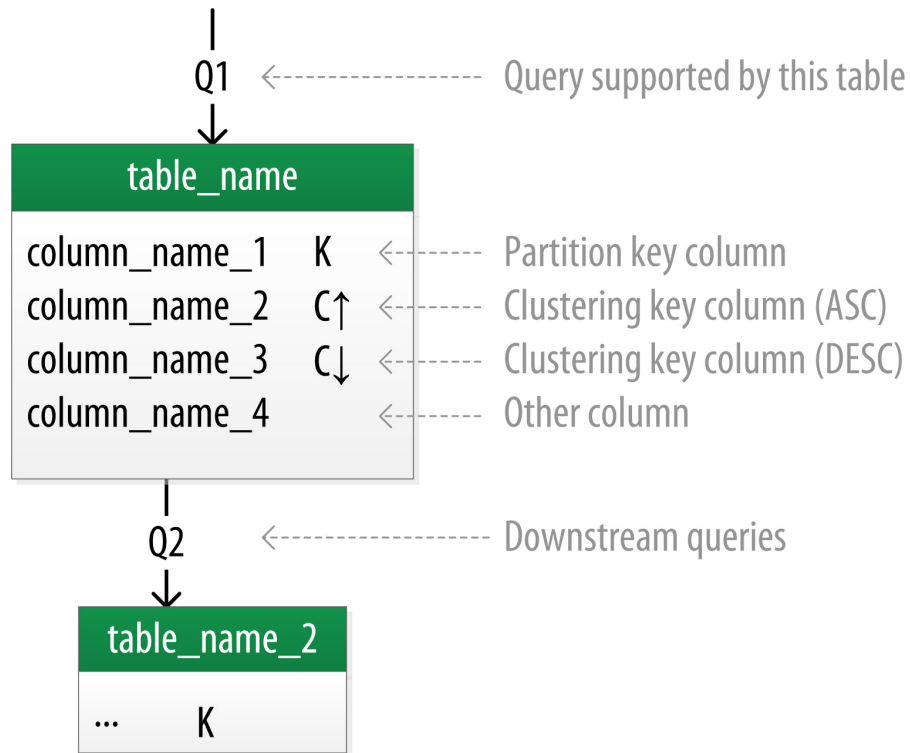 Q1 Query supported by this table
table_name
column_name_1 K Partition key column
column_name_2 C↑ Clustering key column (ASC)
column_name_3 C↓ Clustering key column (DESC)
column_name_4 Other column
Q2 Downstream queries
table_name_2
... K